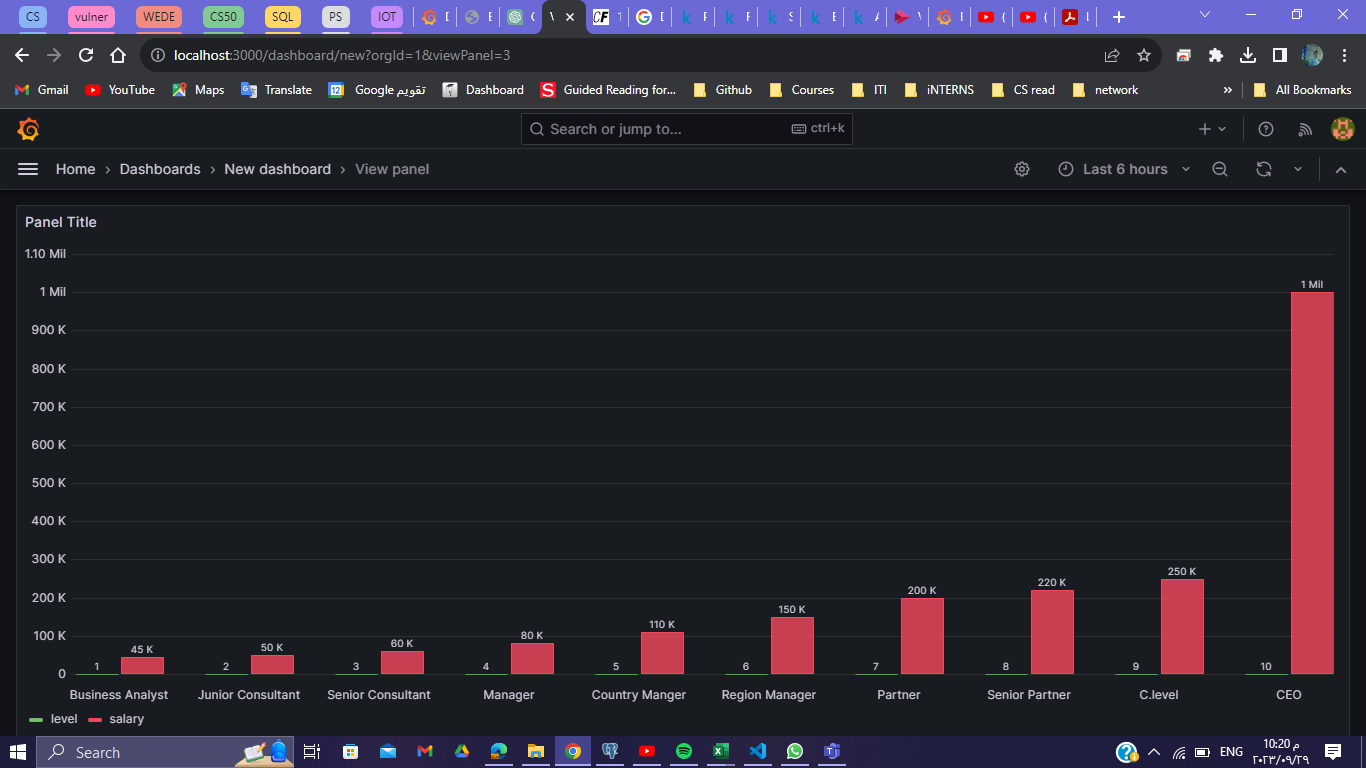 CS vulner WEDE CS50 SQL PS IOT
localhost:3000/dashboard/new?orgId=1&viewPanel=3
Gmail YouTube Maps Translate Google تقويم Dashboard Guided Reading for... Github Courses ITI iNTERNS CS read network » All Bookmarks
Search or jump to... ctrl+k
Home › Dashboards › New dashboard › View panel Last 6 hours
Panel Title
1.10 Mil
1 Mil
900 K
800 K
700 K
600 K
500 K
400 K
300 K
200 K
100 K
0
1 45 K 2 50 K 3 60 K 4 80 K 5 110 K 6 150 K 7 200 K 8 220 K 9 250 K 10 1 Mil
Business Analyst Junior Consultant Senior Consultant Manager Country Manger Region Manager Partner Senior Partner C.level CEO
level salary
Search ENG 10:20 م
٢٠٢٣/٠٩/٢٩